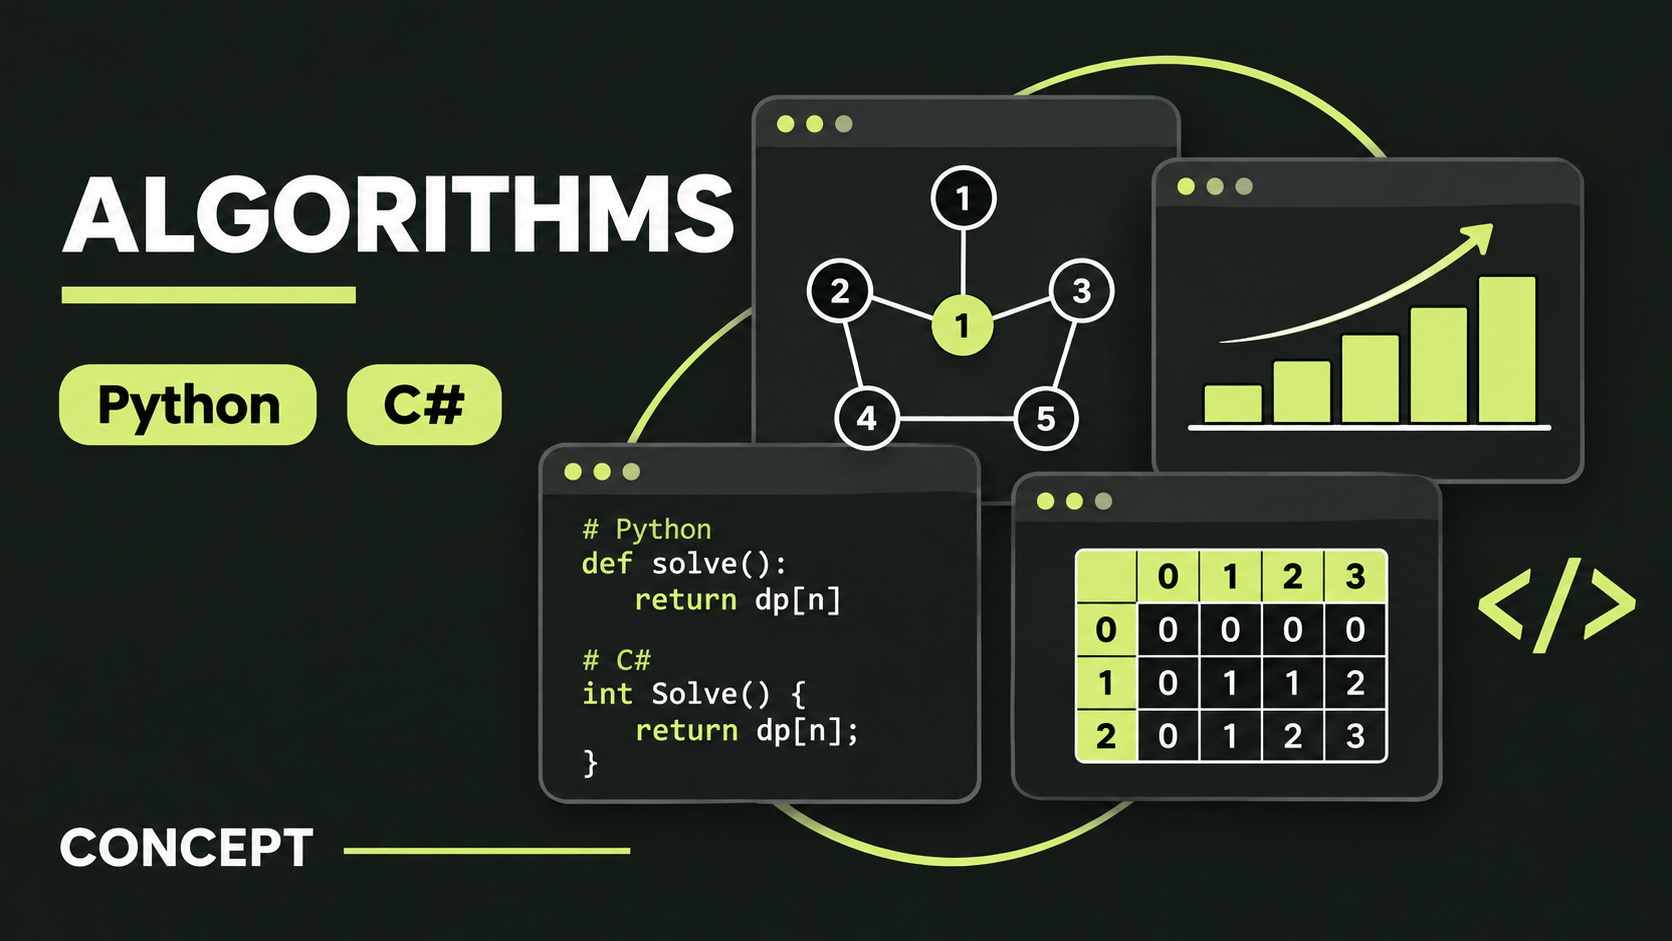 ALGORITHMS
Python
C#
CONCEPT
1
2
1
3
4
5
# Python
def solve():
return dp[n]
# C#
int Solve() {
return dp[n];
}
0 1 2 3
0 0 0 0 0
1 0 1 1 2
2 0 1 2 3
</>